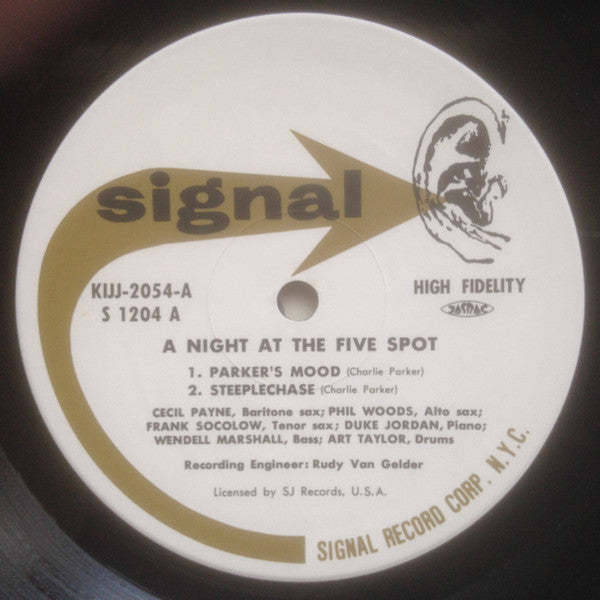 signal
KIJJ-2054-A
S 1204 A
HIGH FIDELITY
JASRAC
A NIGHT AT THE FIVE SPOT
1. PARKER'S MOOD (Charlie Parker)
2. STEEPLECHASE (Charlie Parker)
CECIL PAYNE, Baritone sax; PHIL WOODS, Alto sax;
FRANK SOCOLOW, Tenor sax; DUKE JORDAN, Piano;
WENDELL MARSHALL, Bass; ART TAYLOR, Drums
Recording Engineer: Rudy Van Gelder
Licensed by SJ Records, U.S.A.
SIGNAL RECORD CORP. N.Y.C.